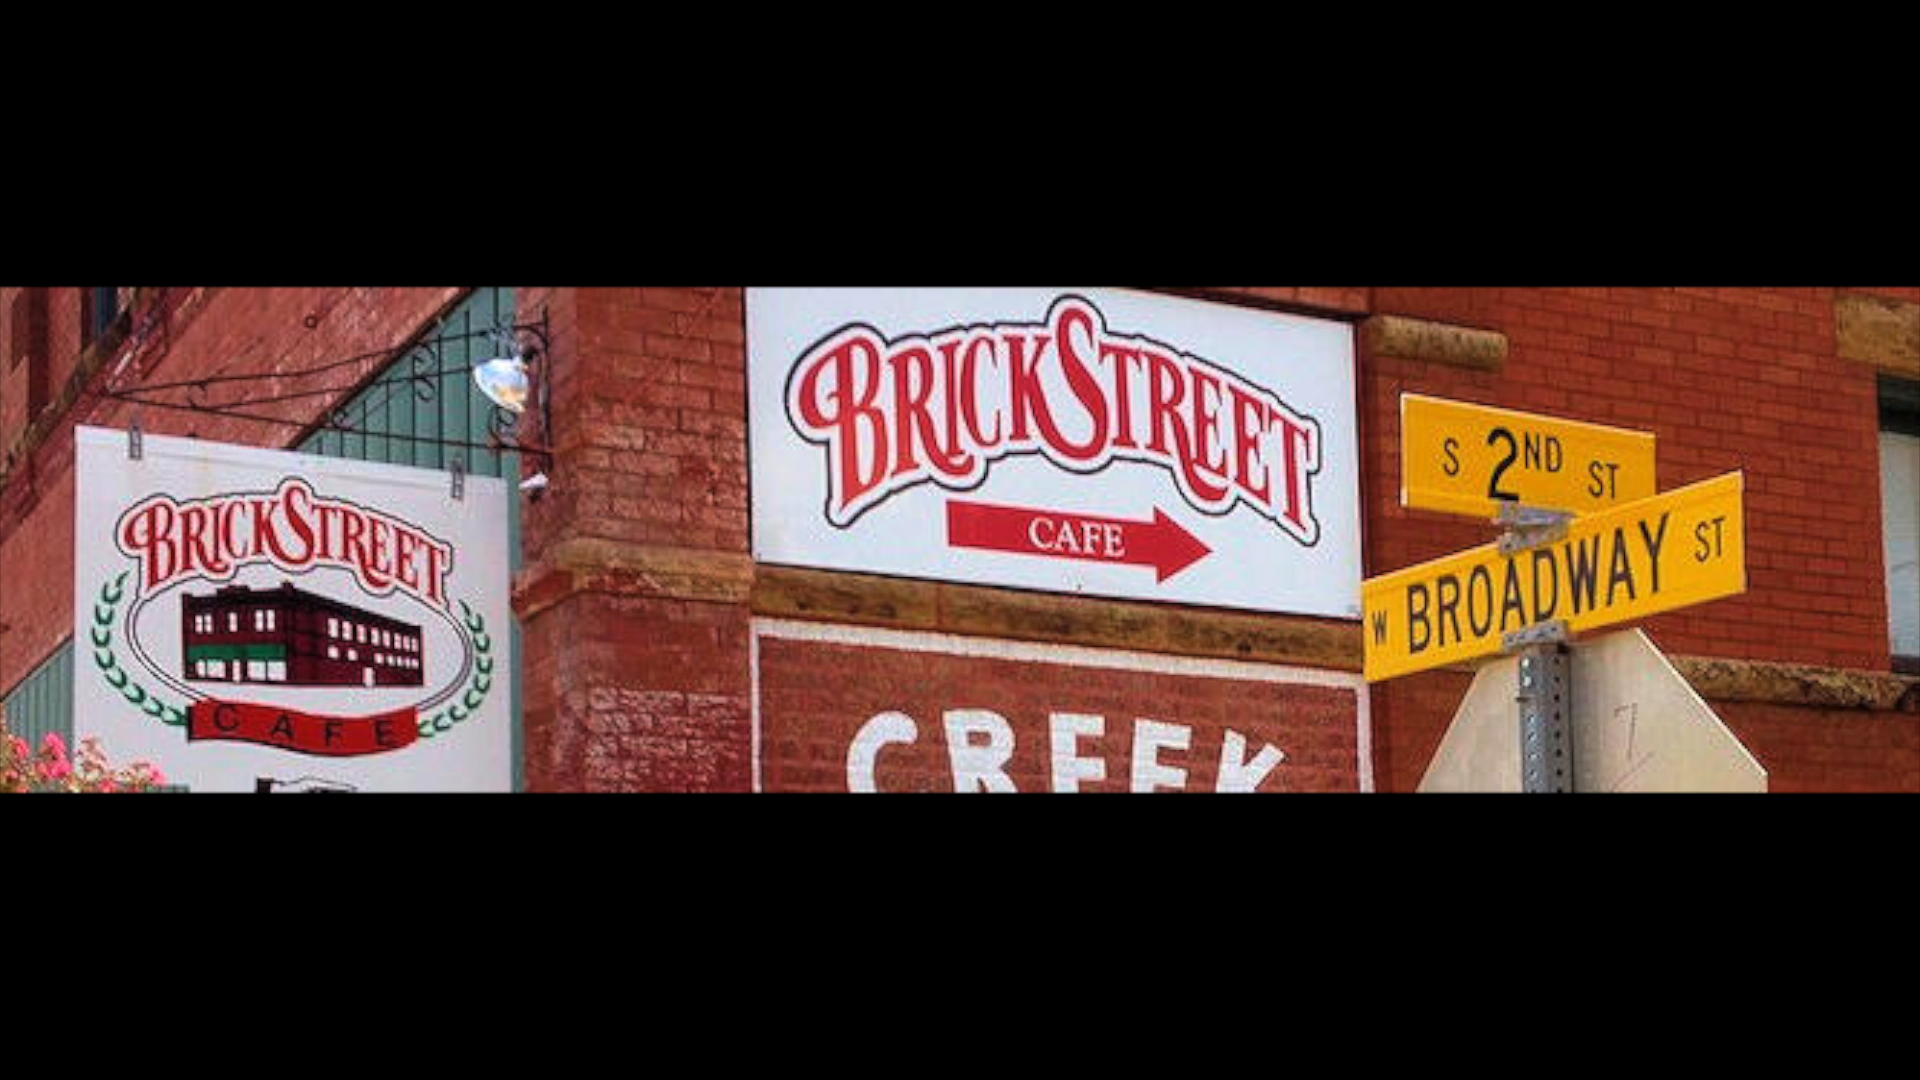 BRICKSTREET
CAFE
BRICKSTREET
CAFE
CREEK
S 2ND ST
W BROADWAY ST